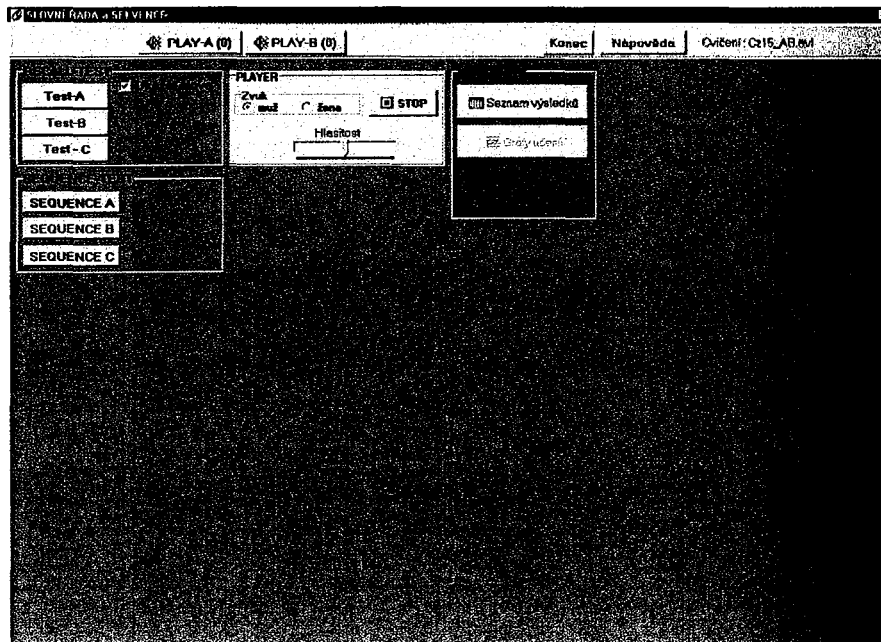 SLOVNÍ ŘADA a SEKVENCE
PLAY-A (0) PLAY-B (0) Konec Nápověda Cvičení: Cz15_AB.avl
Test-A
Test-B
Test - C
PLAYER
Zvuk
muž žena
STOP
Hlasitost
Seznam výsledků
SEQUENCE A
SEQUENCE B
SEQUENCE C